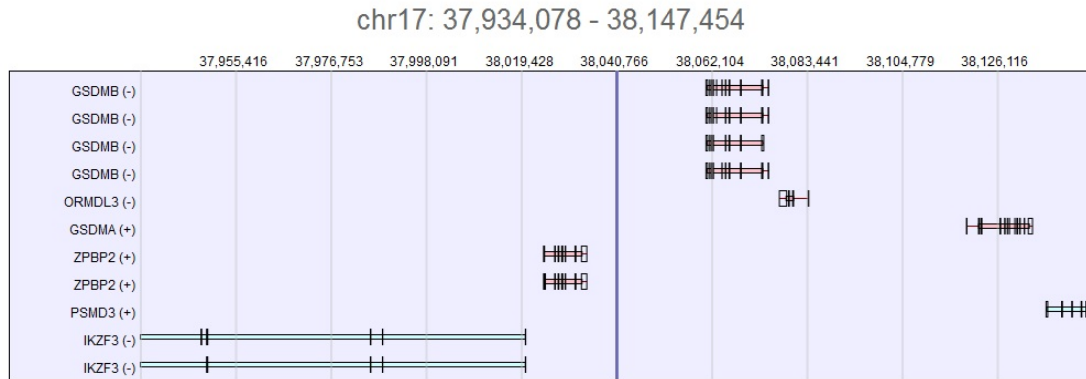 chr17: 37,934,078 - 38,147,454
37,955,416 37,976,753 37,998,091 38,019,428 38,040,766 38,062,104 38,083,441 38,104,779 38,126,116
GSDMB (-)
GSDMB (-)
GSDMB (-)
GSDMB (-)
ORMDL3 (-)
GSDMA (+)
ZPBP2 (+)
ZPBP2 (+)
PSMD3 (+)
IKZF3 (-)
IKZF3 (-)